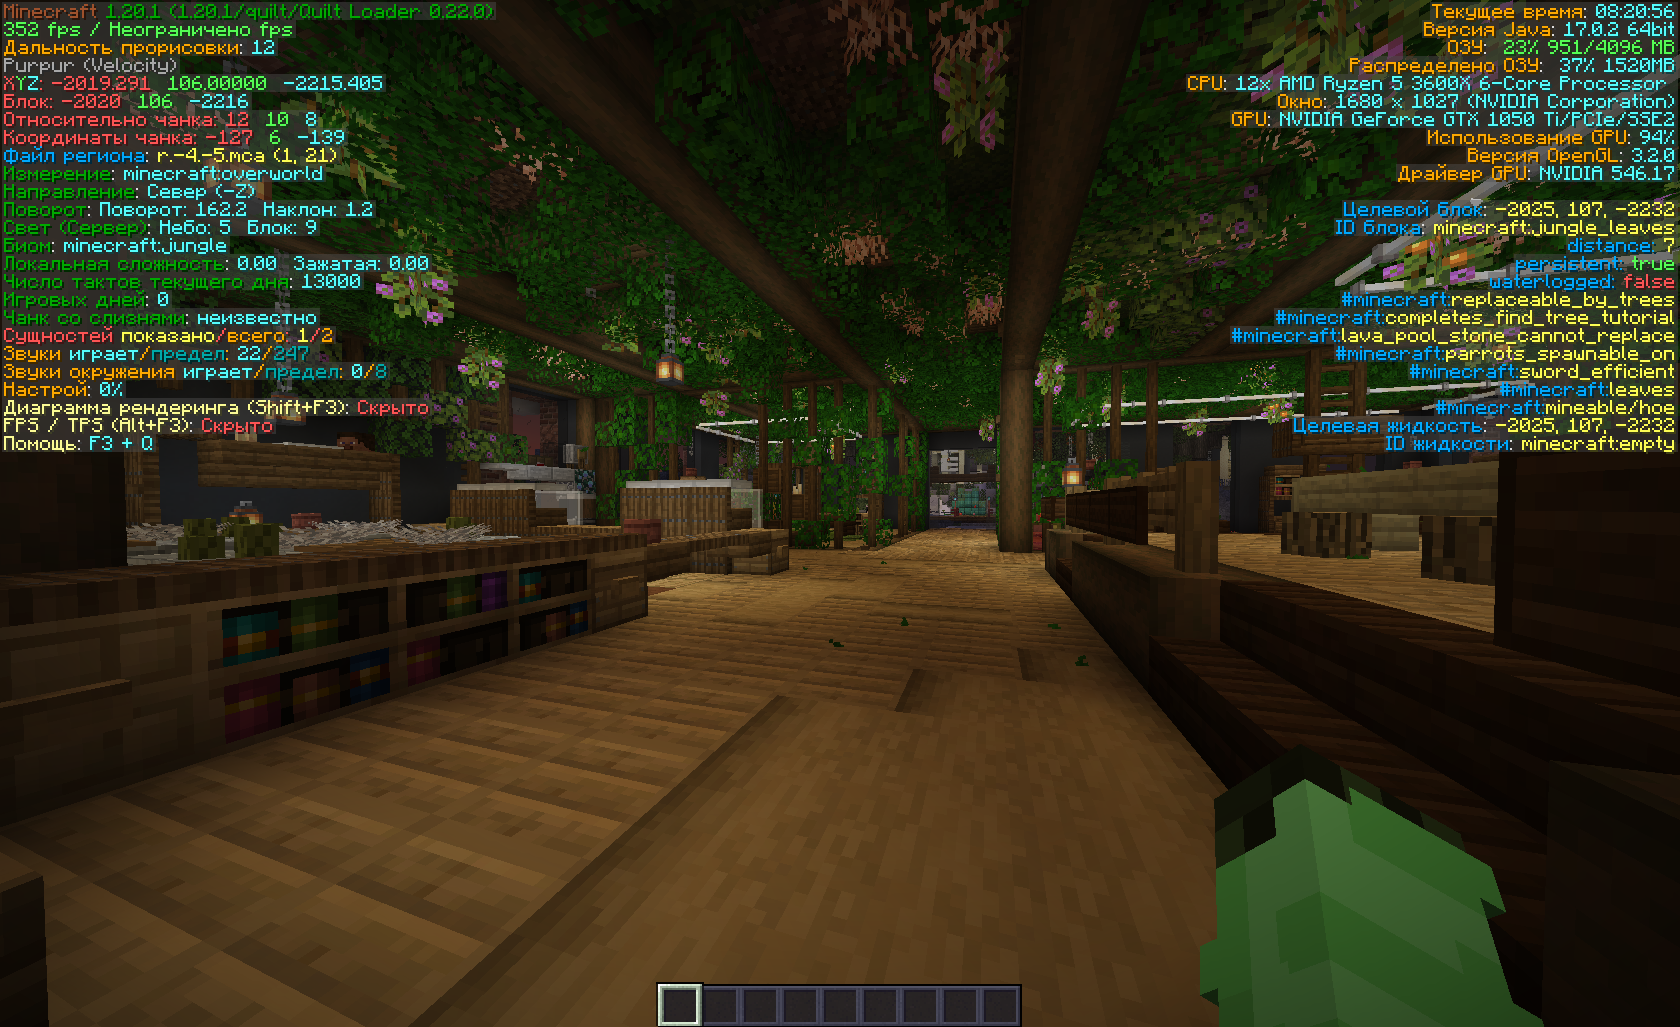 Minecraft 1.20.1 (1.20.1/quilt/Quilt Loader 0.22.0)
352 fps / Неограничено fps
Дальность прорисовки: 12
Purpur (Velocity)
XYZ: -2019.291 106.00000 -2215.405
Блок: -2020 106 -2216
Относительно чанка: 12 10 8
Координаты чанка: -127 6 -139
Файл региона: r.-4.-5.mca (1, 21)
Измерение: minecraft:overworld
Направление: Север (-Z)
Поворот: Поворот: 162.2 Наклон: 1.2
Свет (Сервер): Небо: 5 Блок: 9
Биом: minecraft:jungle
Локальная сложность: 0.00 Зажатая: 0.00
Число тактов текущего дня: 13000
Игровых дней: 0
Чанк со слизнями: неизвестно
Сущностей показано/всего: 1/2
Звуки играет/предел: 22/247
Звуки окружения играет/предел: 0/8
Настрой: 0%
Диаграмма рендеринга (Shift+F3): Скрыто
FPS / TPS (Alt+F3): Скрыто
Помощь: F3 + Q
Текущее время: 08:20:56
Версия Java: 17.0.2 64bit
ОЗУ: 23% 951/4096 MB
Распределено ОЗУ: 37% 1520MB
CPU: 12x AMD Ryzen 5 3600X 6-Core Processor
Окно: 1680 x 1027 (NVIDIA Corporation)
GPU: NVIDIA GeForce GTX 1050 Ti/PCIe/SSE2
Использование GPU: 94%
Версия OpenGL: 3.2.0
Драйвер GPU: NVIDIA 546.17
Целевой блок: -2025, 107, -2232
ID блока: minecraft:jungle_leaves
distance: 7
persistent: true
waterlogged: false
#minecraft:replaceable_by_trees
#minecraft:completes_find_tree_tutorial
#minecraft:lava_pool_stone_cannot_replace
#minecraft:parrots_spawnable_on
#minecraft:sword_efficient
#minecraft:leaves
#minecraft:mineable/hoe
Целевая жидкость: -2025, 107, -2232
ID жидкости: minecraft:empty